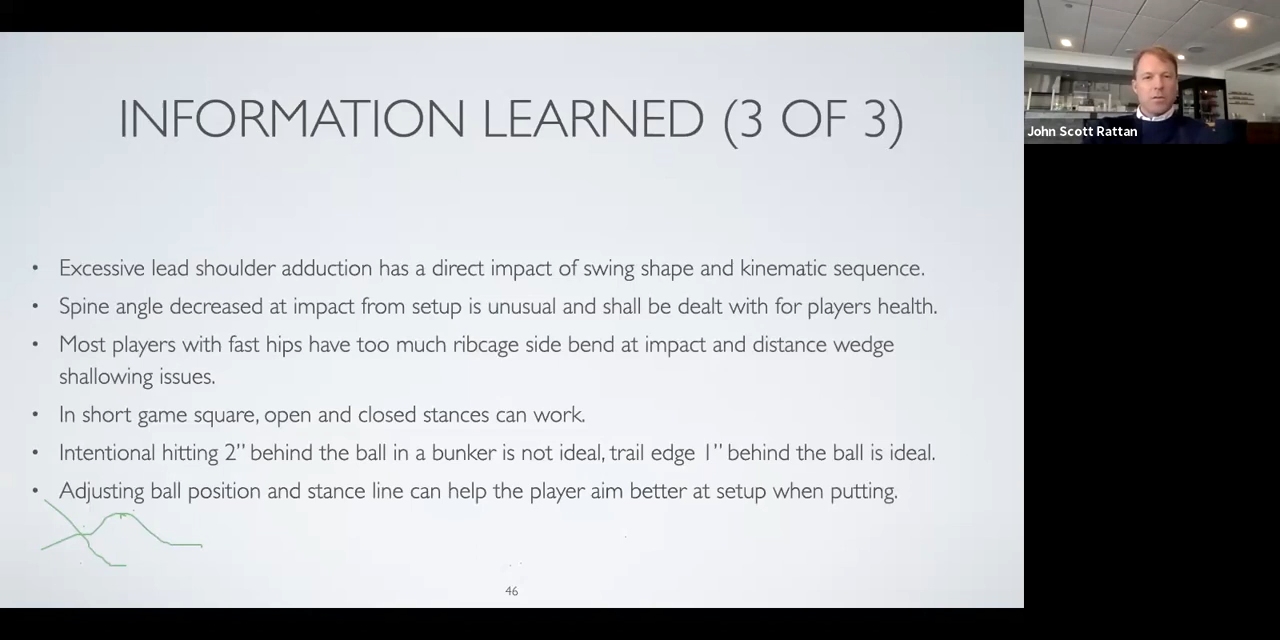 INFORMATION LEARNED (3 OF 3)
John Scott Rattan
• Excessive lead shoulder adduction has a direct impact of swing shape and kinematic sequence.
• Spine angle decreased at impact from setup is unusual and shall be dealt with for players health.
• Most players with fast hips have too much ribcage side bend at impact and distance wedge
shallowing issues.
• In short game square, open and closed stances can work.
• Intentional hitting 2” behind the ball in a bunker is not ideal, trail edge 1” behind the ball is ideal.
• Adjusting ball position and stance line can help the player aim better at setup when putting.
46